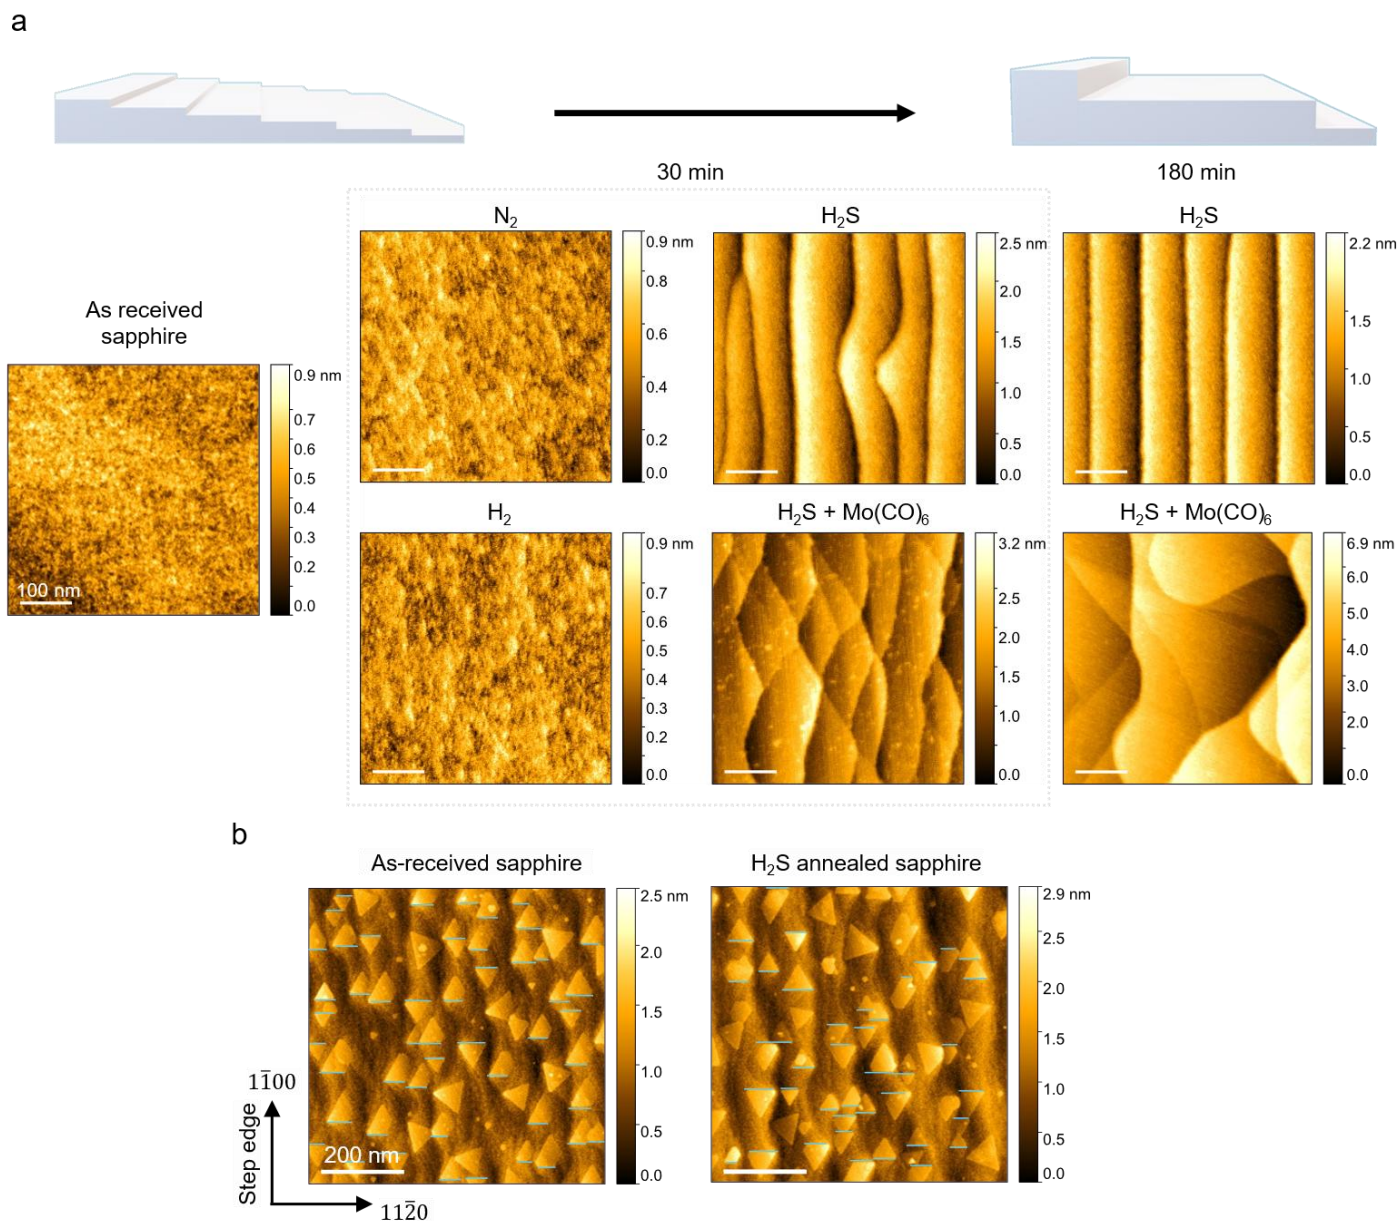 a
30 min
180 min
As received
sapphire
0.9 nm
0.7
0.6
0.5
0.4
0.3
0.2
0.0
100 nm
N₂
0.9 nm
0.8
0.6
0.4
0.2
0.0
H₂S
2.5 nm
2.0
1.5
1.0
0.5
0.0
H₂S
2.2 nm
1.5
1.0
0.5
0.0
H₂
0.9 nm
0.7
0.6
0.5
0.4
0.3
0.2
0.0
H₂S + Mo(CO)₆
3.2 nm
2.5
2.0
1.5
1.0
0.0
H₂S + Mo(CO)₆
6.9 nm
6.0
5.0
4.0
3.0
2.0
0.0
b
As-received sapphire
2.5 nm
2.0
1.5
1.0
0.5
0.0
200 nm
H₂S annealed sapphire
2.9 nm
2.5
2.0
1.5
1.0
0.5
0.0
11̅00
Step edge
112̅0